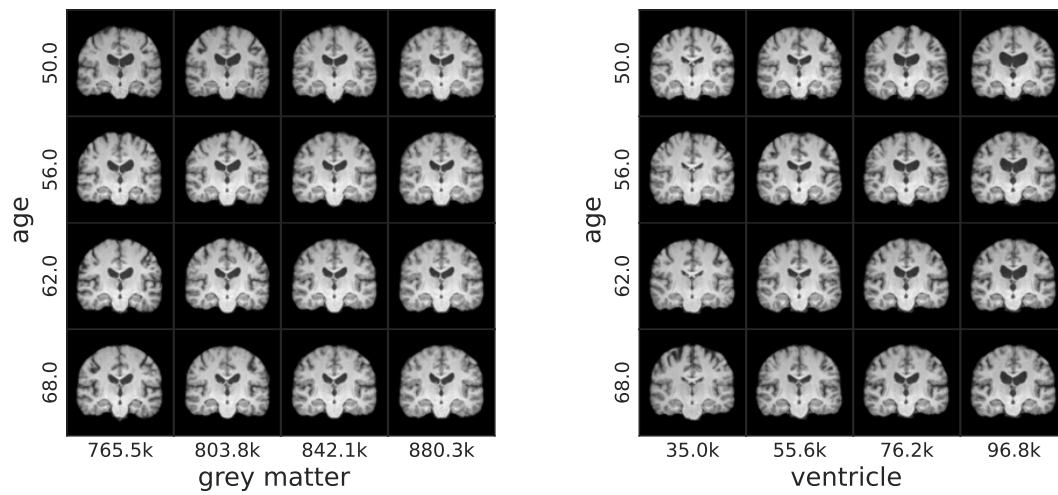 age
50.0
56.0
62.0
68.0
765.5k 803.8k 842.1k 880.3k
grey matter
age
50.0
56.0
62.0
68.0
35.0k 55.6k 76.2k 96.8k
ventricle